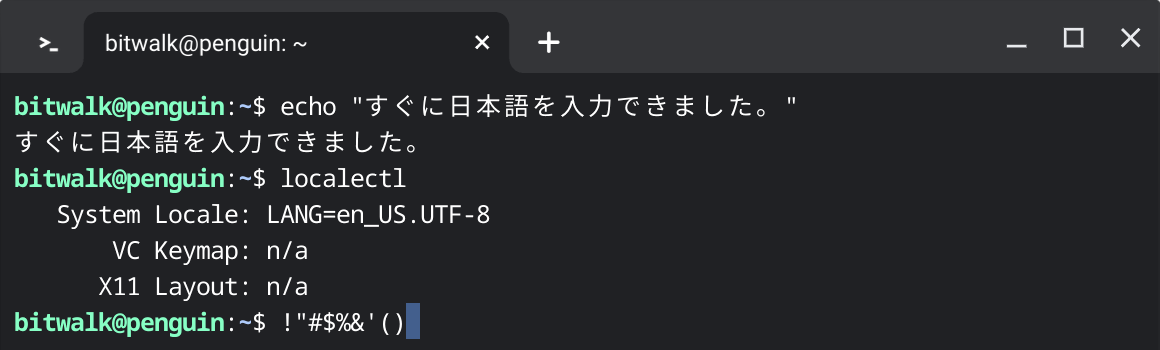 bitwalk@penguin: ~
bitwalk@penguin:~$ echo "すぐに日本語を入力できました。"
すぐに日本語を入力できました。
bitwalk@penguin:~$ localectl
   System Locale: LANG=en_US.UTF-8
       VC Keymap: n/a
      X11 Layout: n/a
bitwalk@penguin:~$ !"#$%&'()